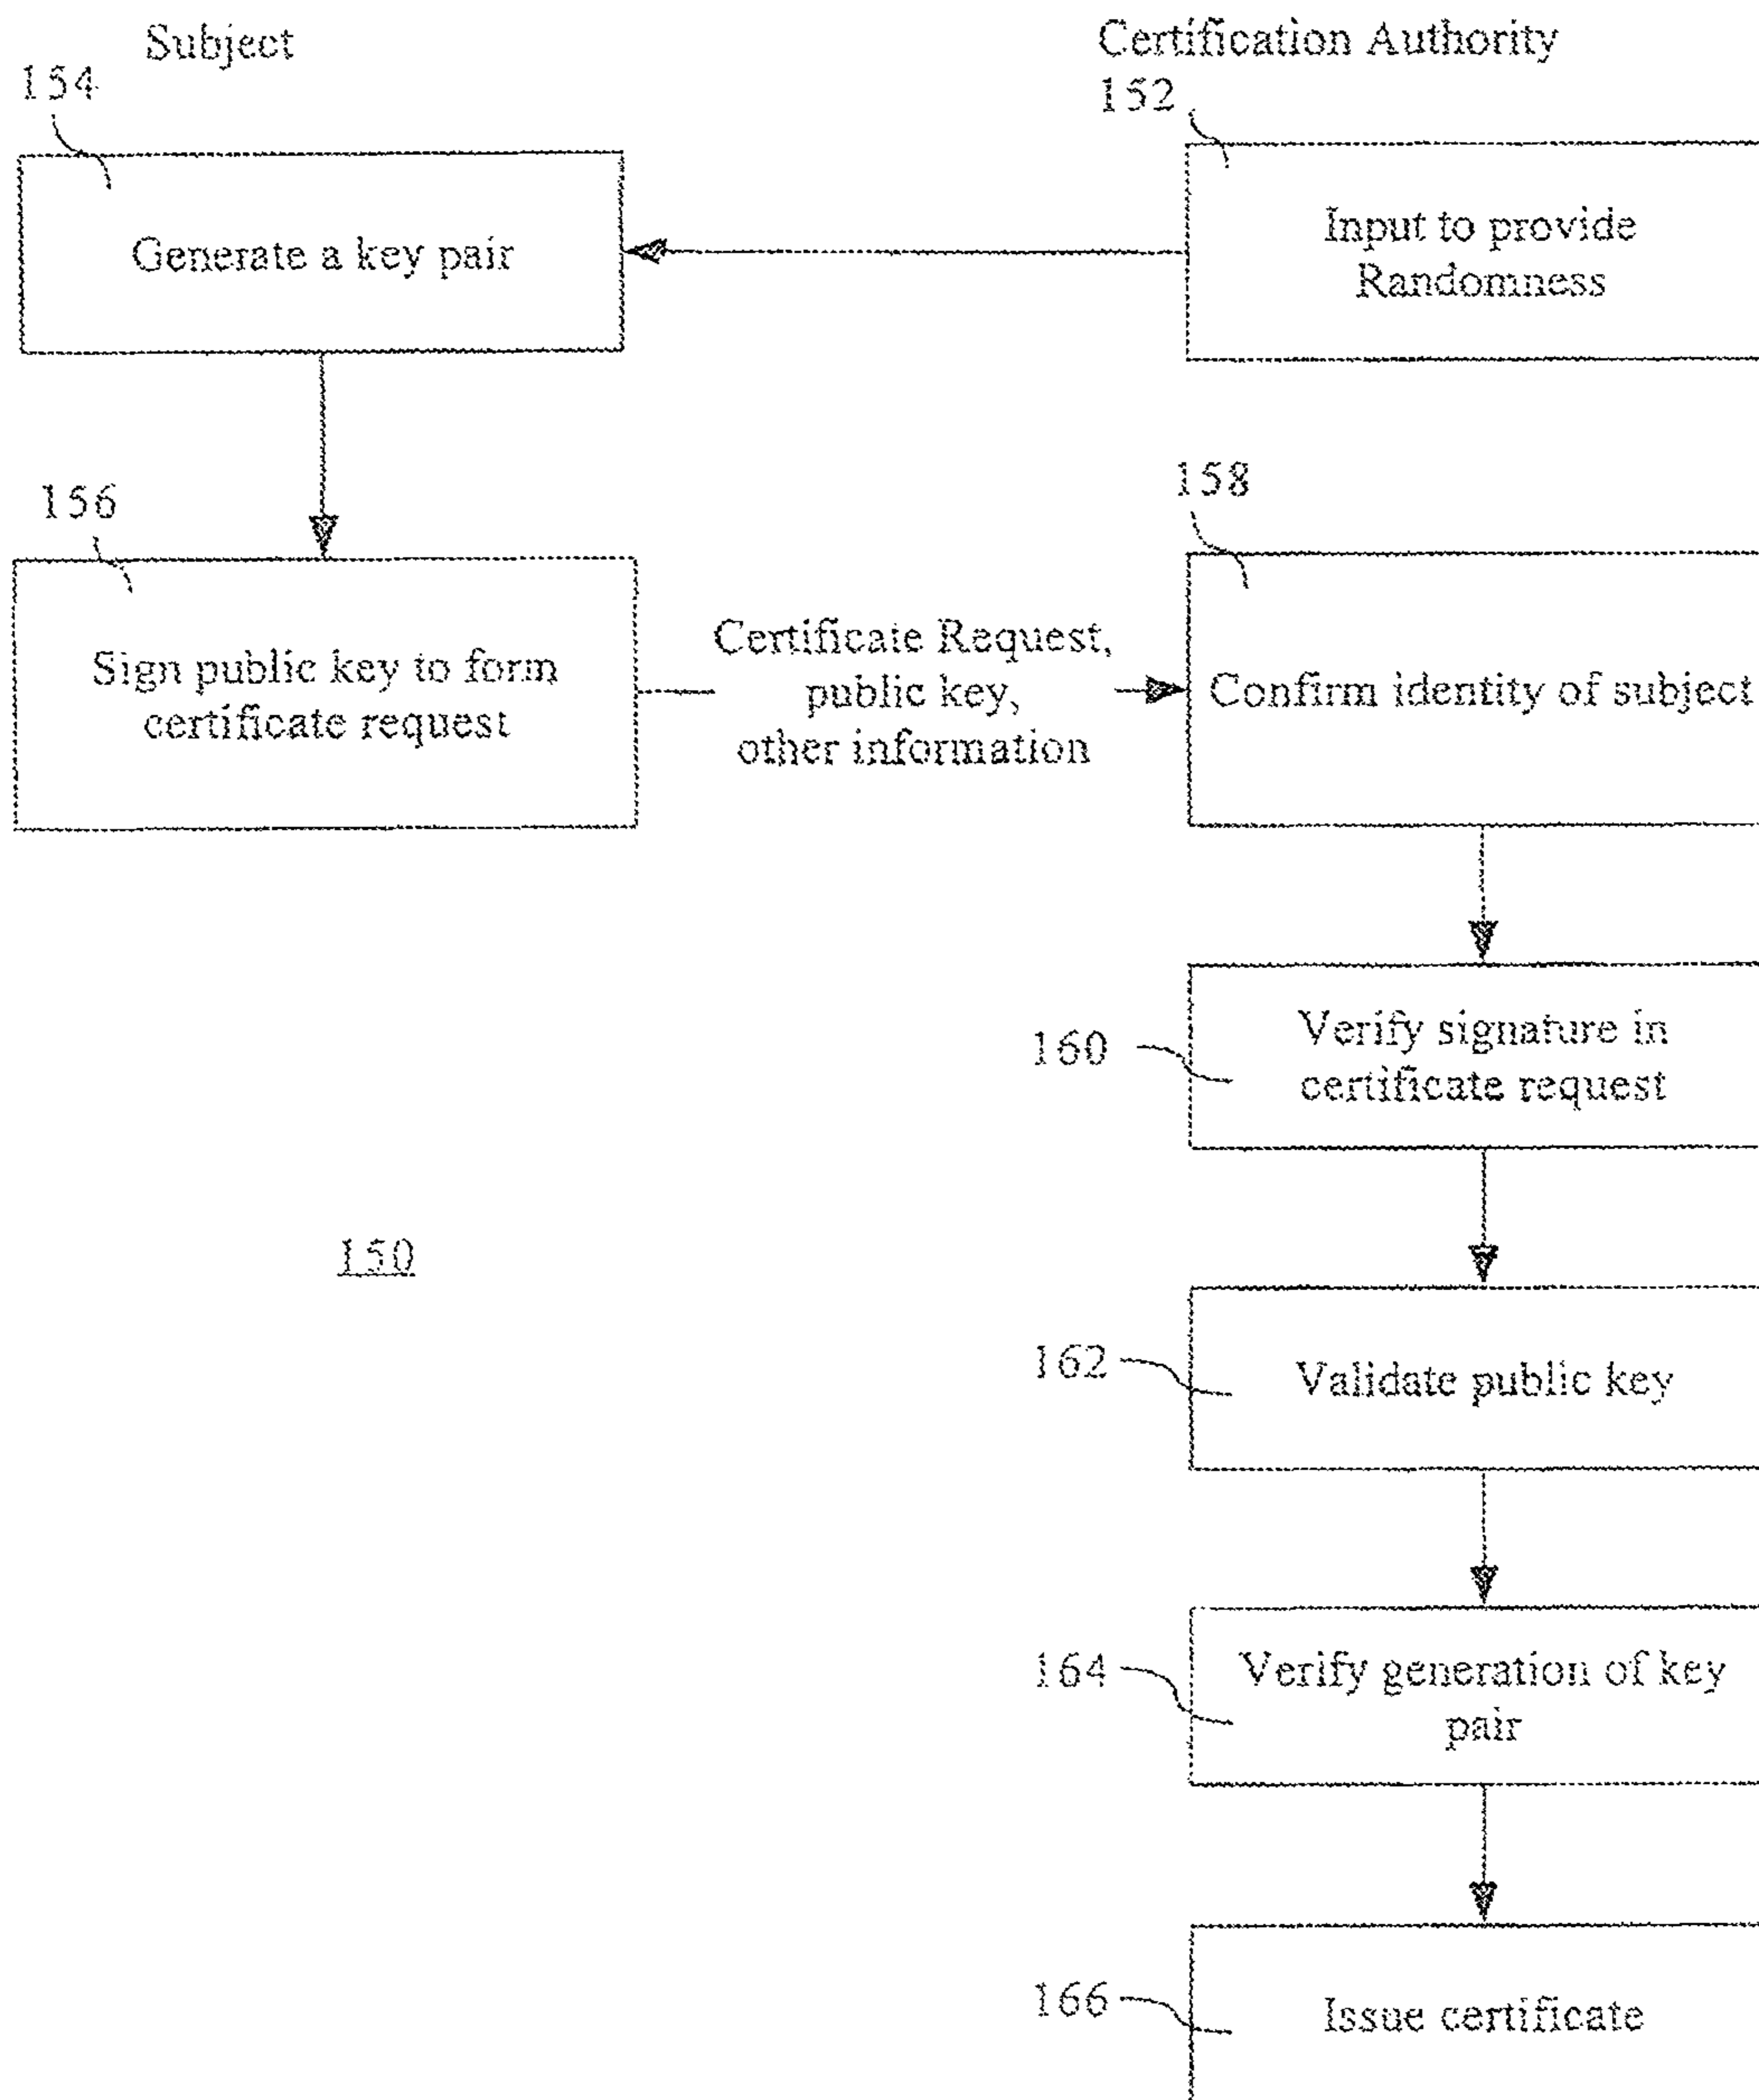 Subject
Certification Authority
154
152
Generate a key pair
Input to provide
Randomness
156
158
Sign public key to form
certificate request
Certificate Request,
public key,
other information
Confirm identity of subject
160
Verify signature in
certificate request
150
162
Validate public key
164
Verify generation of key
pair
166
Issue certificate